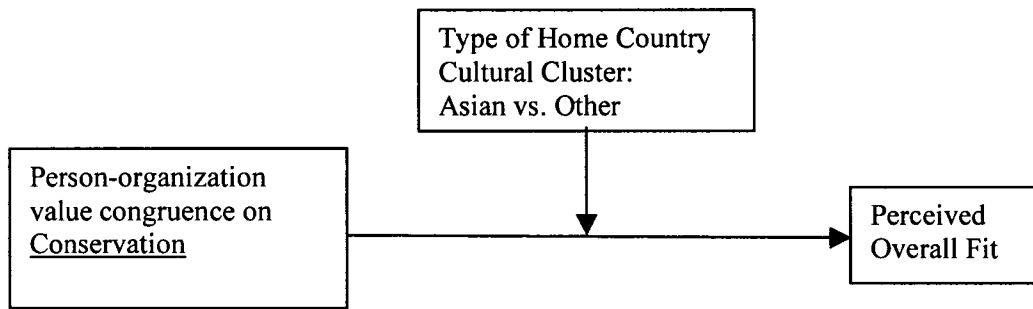 Type of Home Country
Cultural Cluster:
Asian vs. Other
Person-organization
value congruence on
Conservation
Perceived
Overall Fit